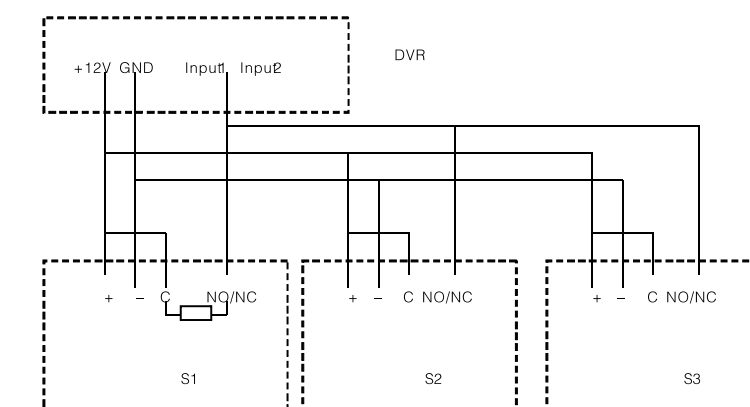 DVR
+12V GND Input1 Input2
+ – C NO/NC + – C NO/NC + – C NO/NC
S1 S2 S3